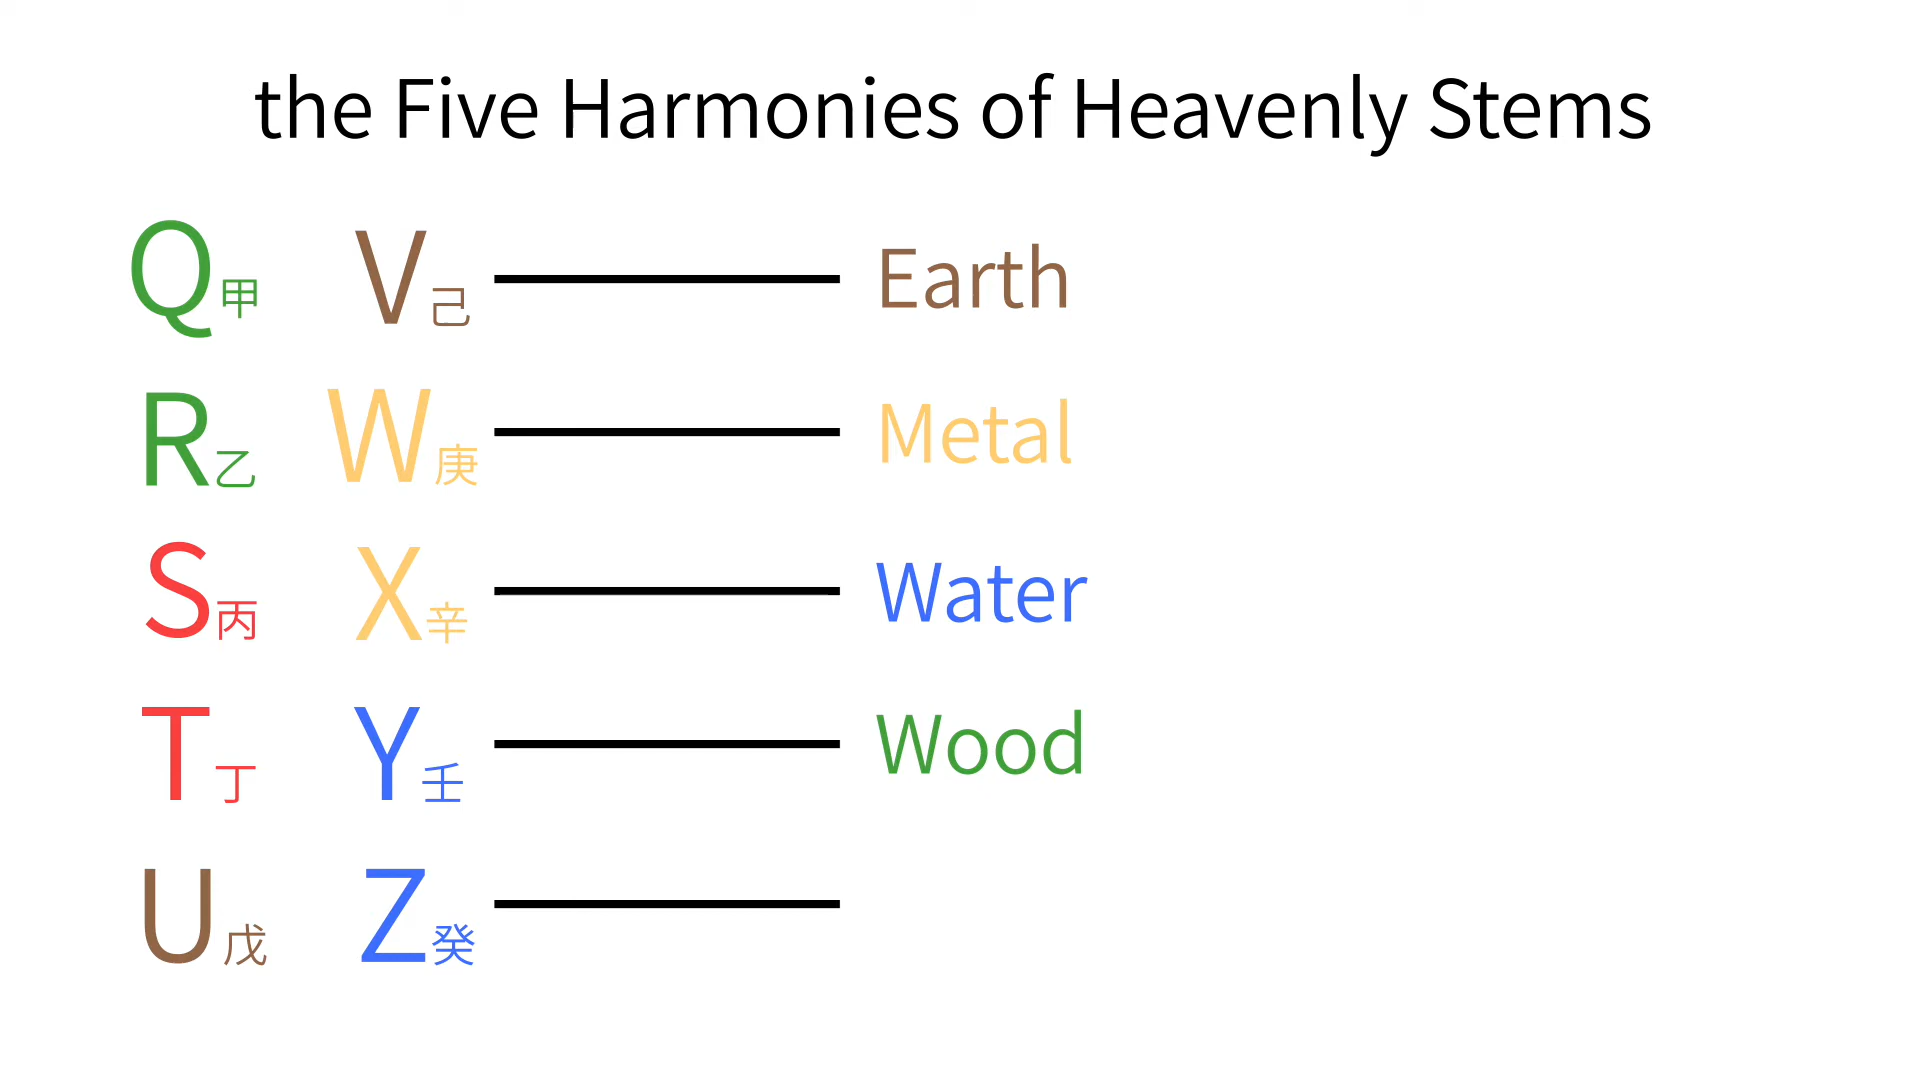 the Five Harmonies of Heavenly Stems
Q甲 V己 Earth
R乙 W庚 Metal
S丙 X辛 Water
T丁 Y壬 Wood
U戊 Z癸